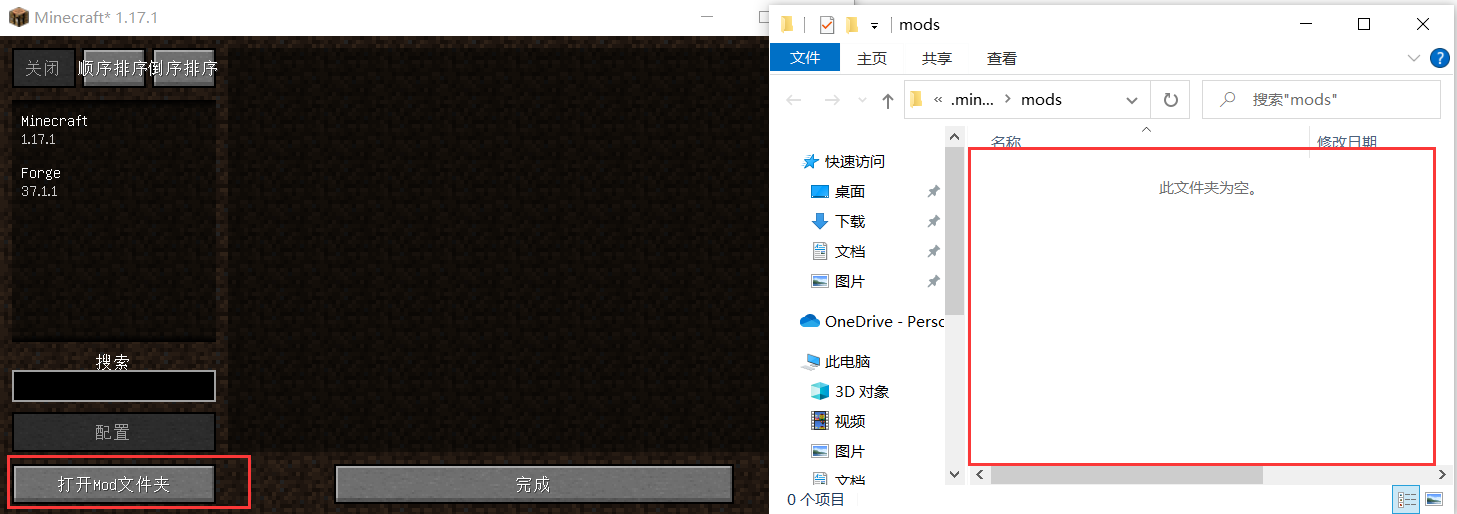 Minecraft* 1.17.1
关闭 顺序排序 倒序排序
Minecraft
1.17.1
Forge
37.1.1
搜索
配置
打开Mod文件夹
完成
mods
文件 主页 共享 查看
« .min... > mods
搜索"mods"
名称 修改日期
快速访问
桌面
下载
文档
图片
OneDrive - Perso
此电脑
3D 对象
视频
图片
文档
此文件夹为空。
0 个项目